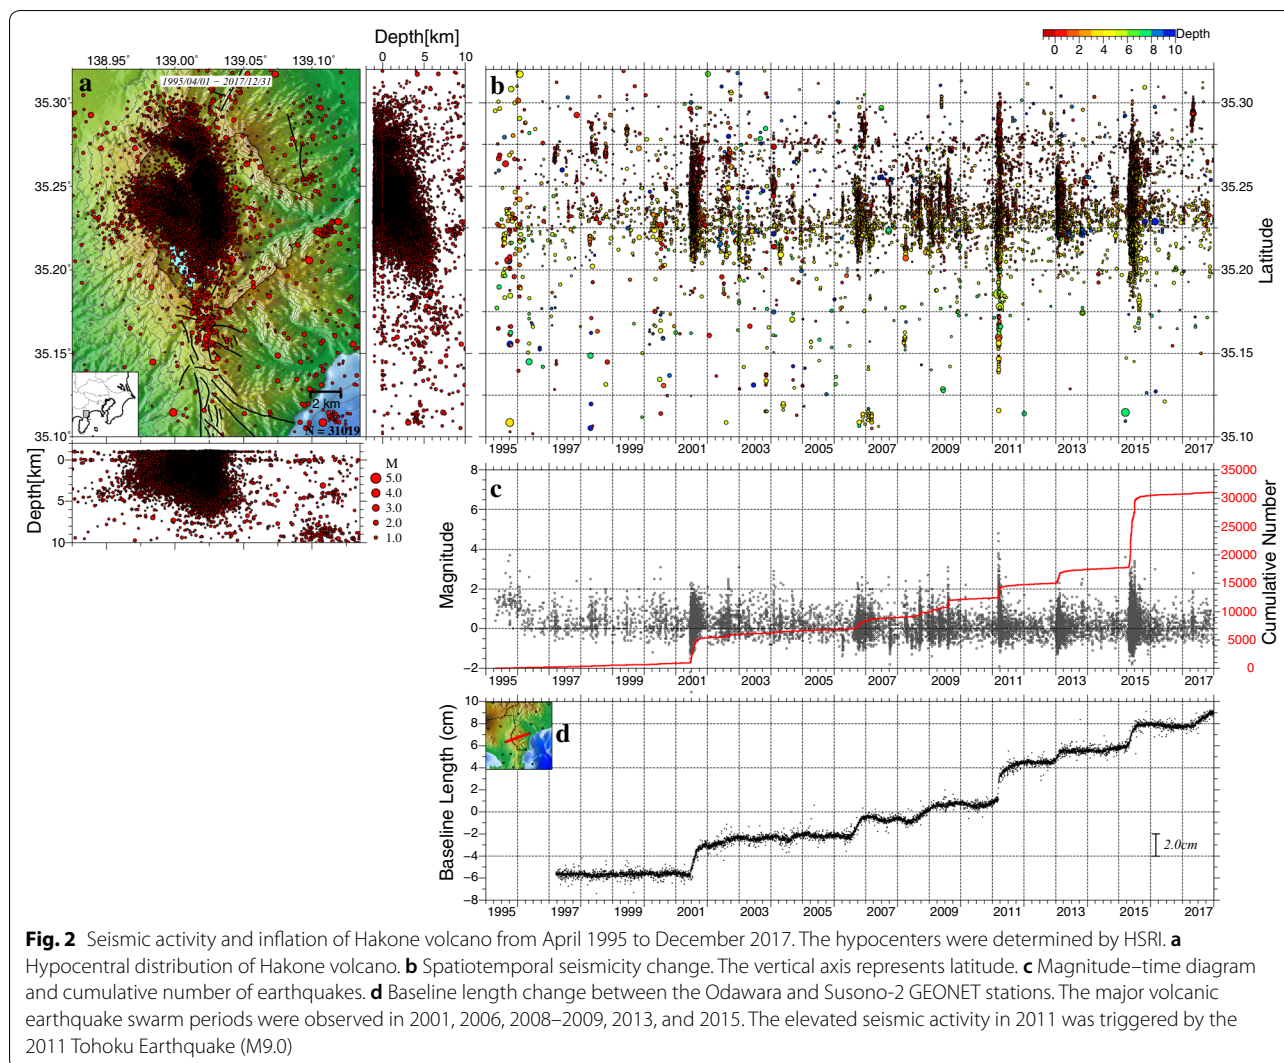 Depth[km]
138.95° 139.00° 139.05° 139.10°
0 5 10
0 2 4 6 8 10
Depth
a
1995/04/01 − 2017/12/31
b
35.30°
35.25°
35.20°
35.15°
35.10°
35.30
35.25
35.20
35.15
35.10
Latitude
2 km
N = 31019
1995 1997 1999 2001 2003 2005 2007 2009 2011 2013 2015 2017
Depth[km]
0
5
10
M
5.0
4.0
3.0
2.0
1.0
c
Magnitude
8
6
4
2
0
−2
35000
30000
25000
20000
15000
10000
5000
0
Cumulative Number
1995 1997 1999 2001 2003 2005 2007 2009 2011 2013 2015 2017
d
Baseline Length (cm)
10
8
6
4
2
0
−2
−4
−6
−8
2.0cm
1995 1997 1999 2001 2003 2005 2007 2009 2011 2013 2015 2017
Fig. 2 Seismic activity and inflation of Hakone volcano from April 1995 to December 2017. The hypocenters were determined by HSRI. a
Hypocentral distribution of Hakone volcano. b Spatiotemporal seismicity change. The vertical axis represents latitude. c Magnitude–time diagram
and cumulative number of earthquakes. d Baseline length change between the Odawara and Susono-2 GEONET stations. The major volcanic
earthquake swarm periods were observed in 2001, 2006, 2008–2009, 2013, and 2015. The elevated seismic activity in 2011 was triggered by the
2011 Tohoku Earthquake (M9.0)